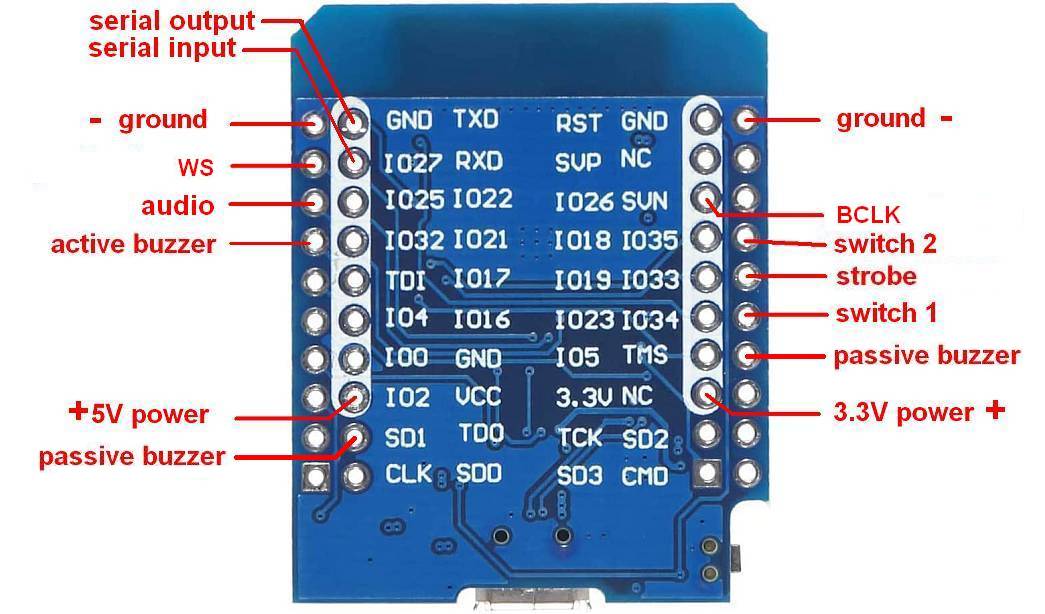 serial output
serial input
- ground
GND TXD
RST GND
ground -
WS
IO27 RXD
SVP NC
audio
IO25 IO22
IO26 SVN
BCLK
active buzzer
IO32 IO21
IO18 IO35
switch 2
TDI IO17
IO19 IO33
strobe
IO4 IO16
IO23 IO34
switch 1
IO0 GND
IO5 TMS
passive buzzer
+5V power
IO2 VCC
3.3V NC
3.3V power +
passive buzzer
SD1 TDO
TCK SD2
CLK SDD
SD3 CMD